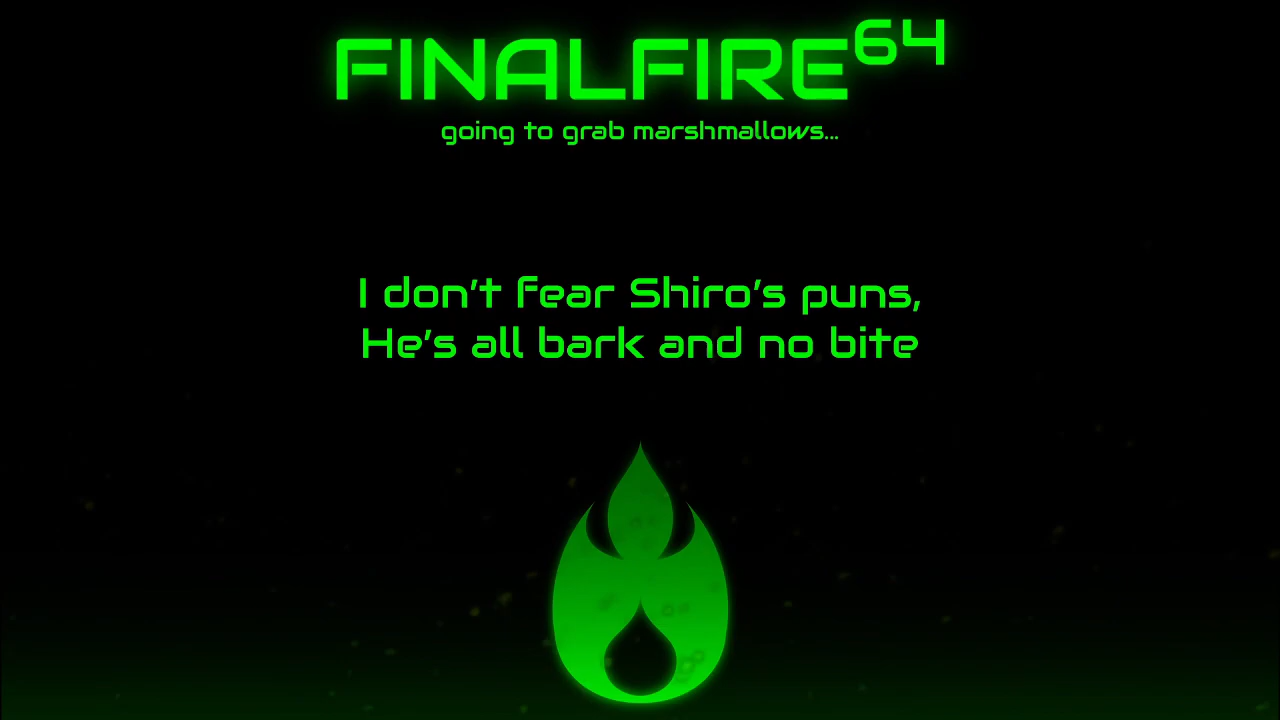 FINALFIRE64
going to grab marshmallows...
I don't fear Shiro's puns,
He's all bark and no bite